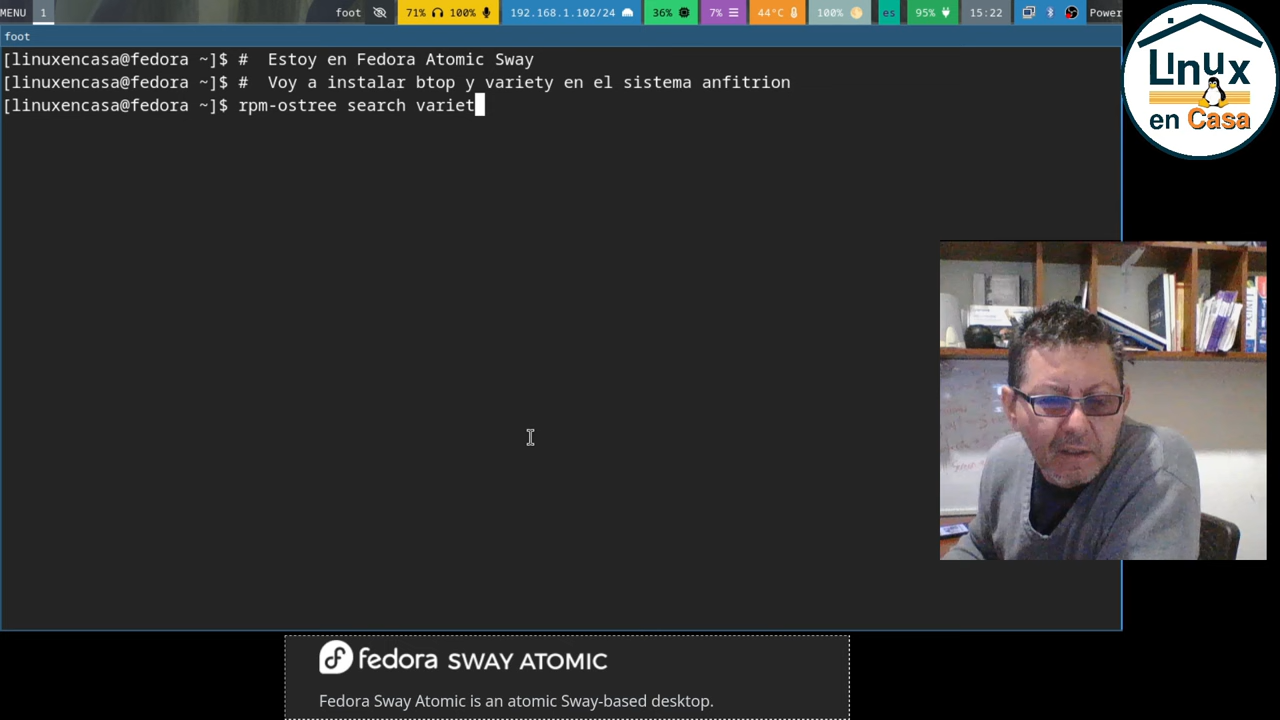 MENU 1 foot 71% 100% 192.168.1.102/24 36% 7% 44°C 100% es 95% 15:22 Power
foot
[linuxencasa@fedora ~]$ #  Estoy en Fedora Atomic Sway
[linuxencasa@fedora ~]$ #  Voy a instalar btop y variety en el sistema anfitrion
[linuxencasa@fedora ~]$ rpm-ostree search variet
Linux
en Casa
fedora SWAY ATOMIC
Fedora Sway Atomic is an atomic Sway-based desktop.